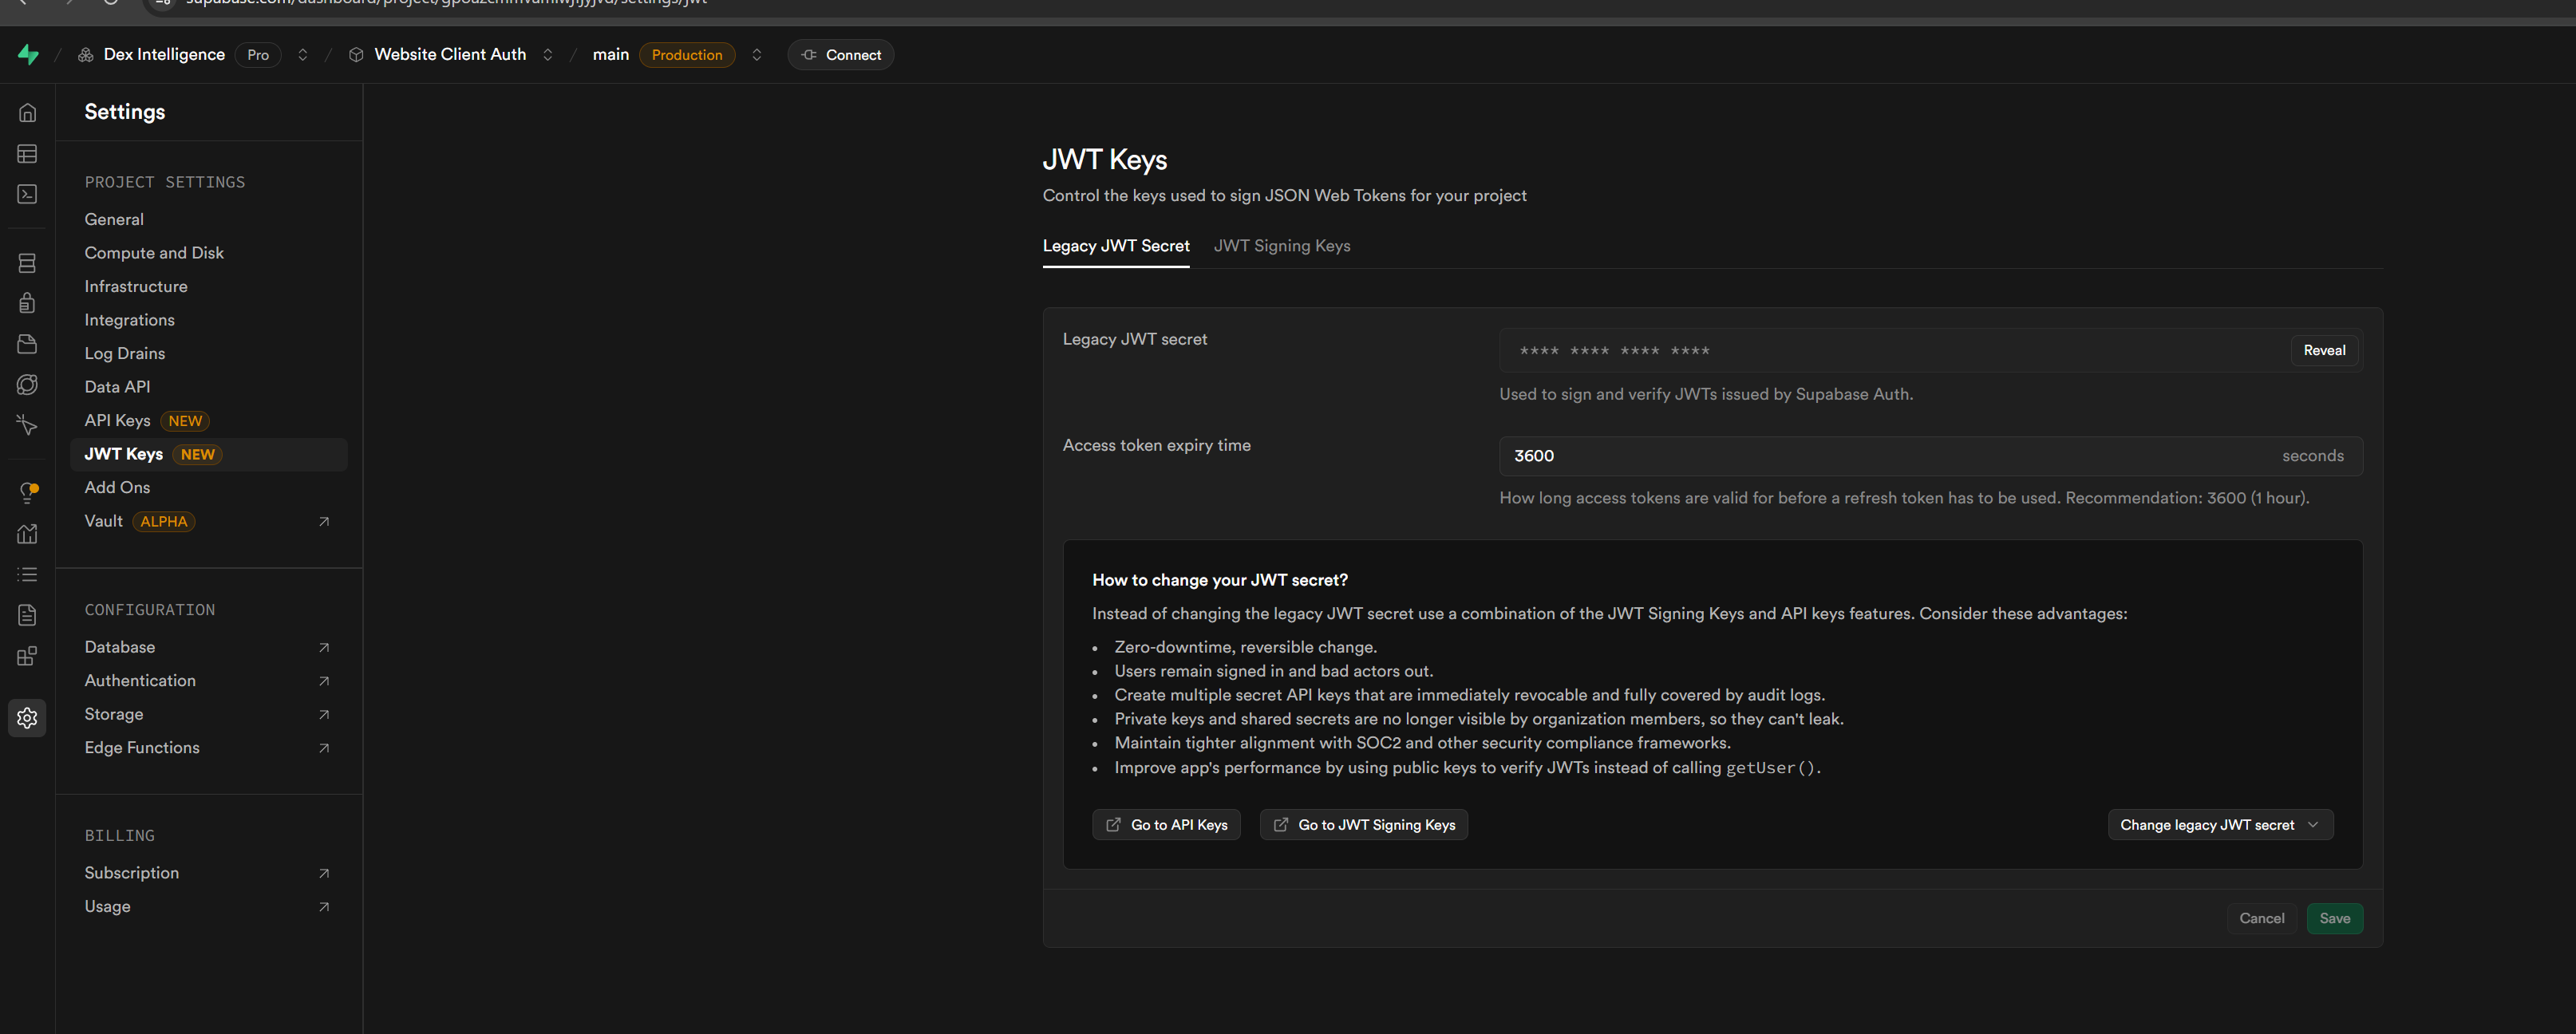 Dex Intelligence Pro / Website Client Auth / main Production Connect
Settings
PROJECT SETTINGS
General
Compute and Disk
Infrastructure
Integrations
Log Drains
Data API
API Keys NEW
JWT Keys NEW
Add Ons
Vault ALPHA
CONFIGURATION
Database
Authentication
Storage
Edge Functions
BILLING
Subscription
Usage
JWT Keys
Control the keys used to sign JSON Web Tokens for your project
Legacy JWT Secret JWT Signing Keys
Legacy JWT secret
**** **** **** **** Reveal
Used to sign and verify JWTs issued by Supabase Auth.
Access token expiry time
3600 seconds
How long access tokens are valid for before a refresh token has to be used. Recommendation: 3600 (1 hour).
How to change your JWT secret?
Instead of changing the legacy JWT secret use a combination of the JWT Signing Keys and API keys features. Consider these advantages:
• Zero-downtime, reversible change.
• Users remain signed in and bad actors out.
• Create multiple secret API keys that are immediately revocable and fully covered by audit logs.
• Private keys and shared secrets are no longer visible by organization members, so they can't leak.
• Maintain tighter alignment with SOC2 and other security compliance frameworks.
• Improve app's performance by using public keys to verify JWTs instead of calling getUser().
Go to API Keys Go to JWT Signing Keys Change legacy JWT secret
Cancel Save